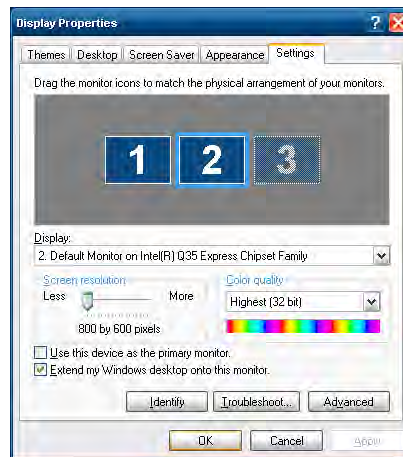 Display Properties
Themes Desktop Screen Saver Appearance Settings
Drag the monitor icons to match the physical arrangement of your monitors.
1 2 3
Display:
2. Default Monitor on Intel(R) Q35 Express Chipset Family
Screen resolution Color quality
Less More Highest (32 bit)
800 by 600 pixels
Use this device as the primary monitor.
Extend my Windows desktop onto this monitor.
Identify Troubleshoot... Advanced
OK Cancel Apply